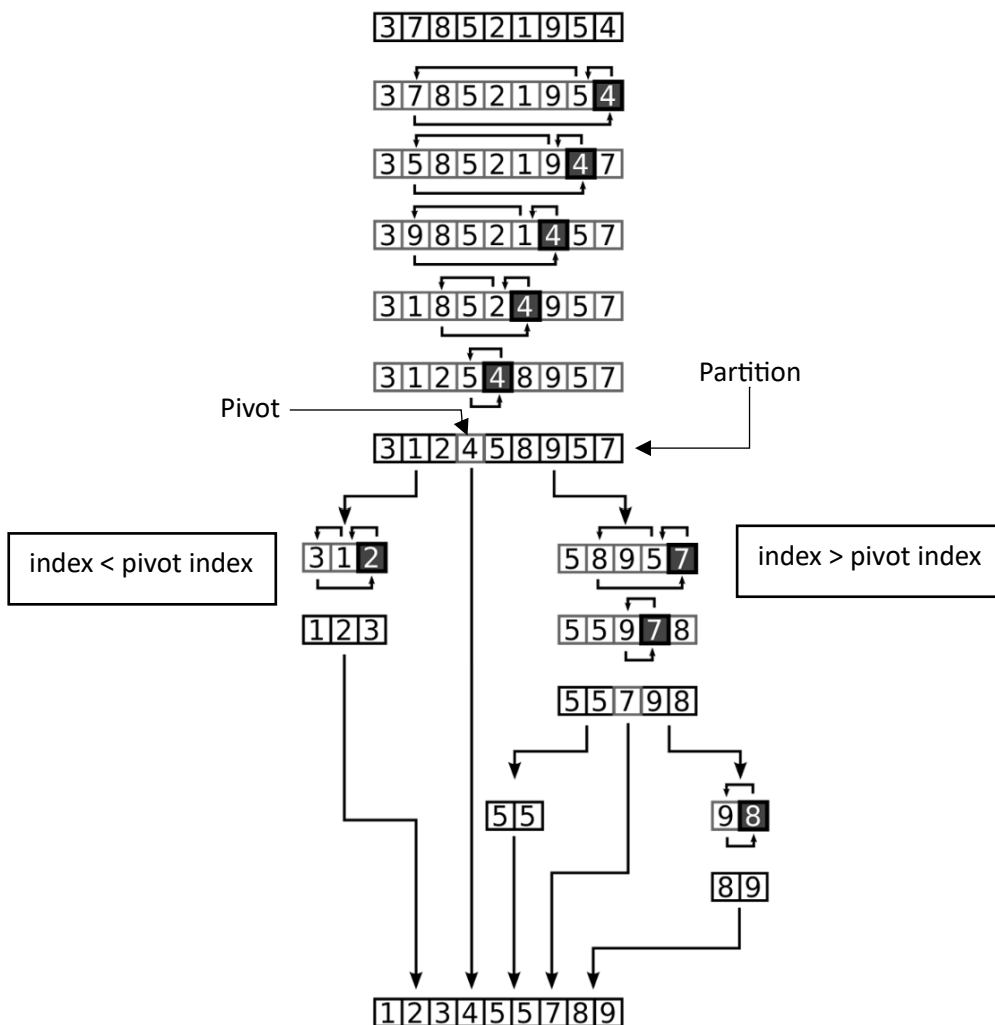 3 7 8 5 2 1 9 5 4
3 7 8 5 2 1 9 5 4
3 5 8 5 2 1 9 4 7
3 9 8 5 2 1 4 5 7
3 1 8 5 2 4 9 5 7
3 1 2 5 4 8 9 5 7
Partition
Pivot
3 1 2 4 5 8 9 5 7
index < pivot index
3 1 2
5 8 9 5 7
index > pivot index
1 2 3
5 5 9 7 8
5 5 7 9 8
5 5
9 8
8 9
1 2 3 4 5 5 7 8 9